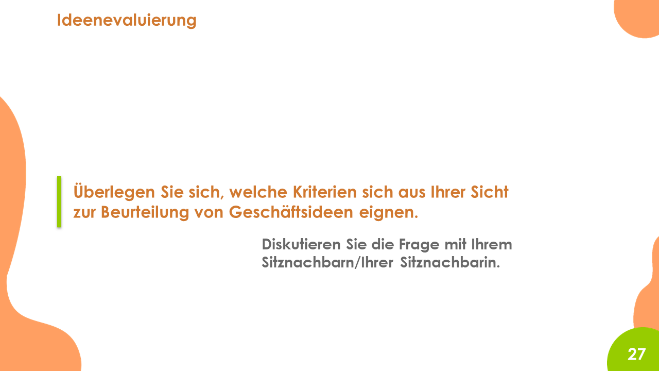 Ideenevaluierung
Überlegen Sie sich, welche Kriterien sich aus Ihrer Sicht
zur Beurteilung von Geschäftsideen eignen.
Diskutieren Sie die Frage mit Ihrem
Sitznachbarn/Ihrer Sitznachbarin.
27